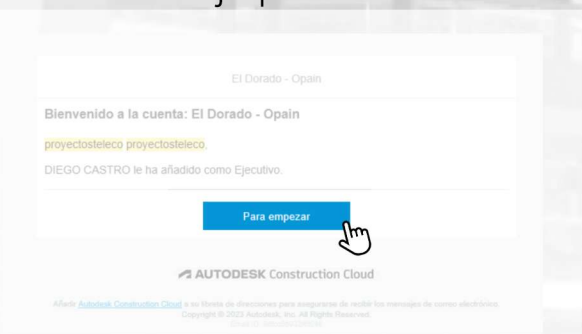 El Dorado - Opain
Bienvenido a la cuenta: El Dorado - Opain
proyectosteleco proyectosteleco,
DIEGO CASTRO le ha añadido como Ejecutivo.
Para empezar
AUTODESK Construction Cloud
Añadir Autodesk Construction Cloud a su libreta de direcciones para asegurarse de recibir los mensajes de correo electrónico.
Copyright © 2023 Autodesk, Inc. All Rights Reserved.